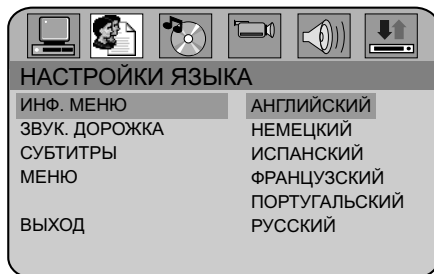 НАСТРОЙКИ ЯЗЫКА
ИНФ. МЕНЮ АНГЛИЙСКИЙ
ЗВУК. ДОРОЖКА НЕМЕЦКИЙ
СУБТИТРЫ ИСПАНСКИЙ
МЕНЮ ФРАНЦУЗСКИЙ
ПОРТУГАЛЬСКИЙ
ВЫХОД РУССКИЙ